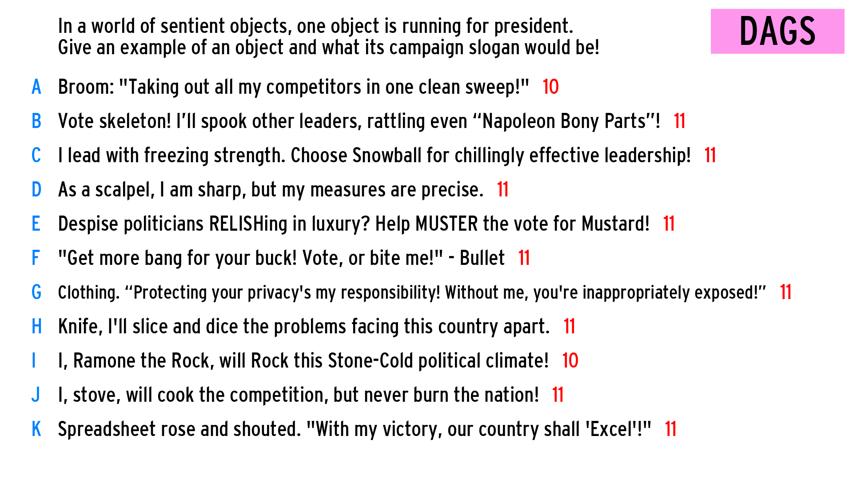 In a world of sentient objects, one object is running for president.
Give an example of an object and what its campaign slogan would be!
DAGS
A Broom: "Taking out all my competitors in one clean sweep!" 10
B Vote skeleton! I’ll spook other leaders, rattling even “Napoleon Bony Parts”! 11
C I lead with freezing strength. Choose Snowball for chillingly effective leadership! 11
D As a scalpel, I am sharp, but my measures are precise. 11
E Despise politicians RELISHing in luxury? Help MUSTER the vote for Mustard! 11
F "Get more bang for your buck! Vote, or bite me!" - Bullet 11
G Clothing. “Protecting your privacy's my responsibility! Without me, you're inappropriately exposed!” 11
H Knife, I'll slice and dice the problems facing this country apart. 11
I I, Ramone the Rock, will Rock this Stone-Cold political climate! 10
J I, stove, will cook the competition, but never burn the nation! 11
K Spreadsheet rose and shouted. "With my victory, our country shall 'Excel'!" 11